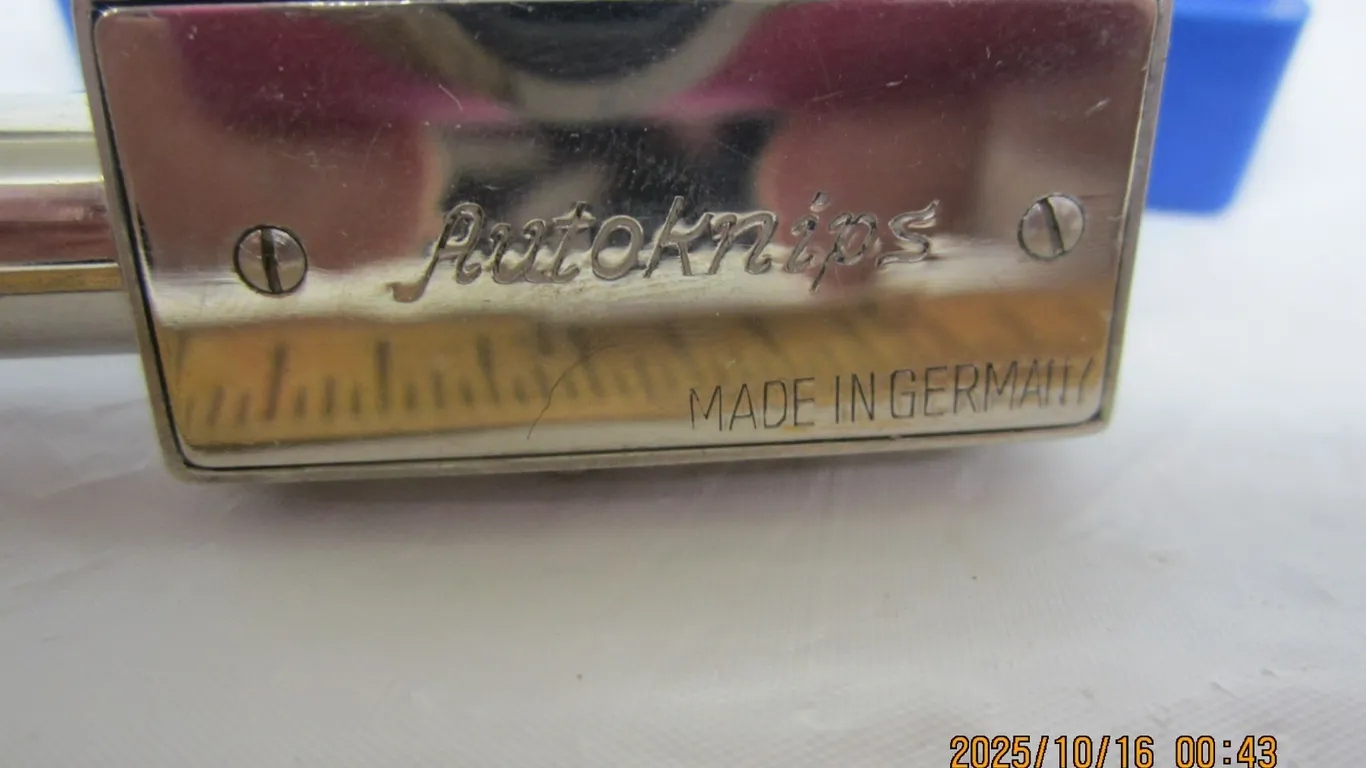 Autoknips
MADE IN GERMANY
2025/10/16 00:43